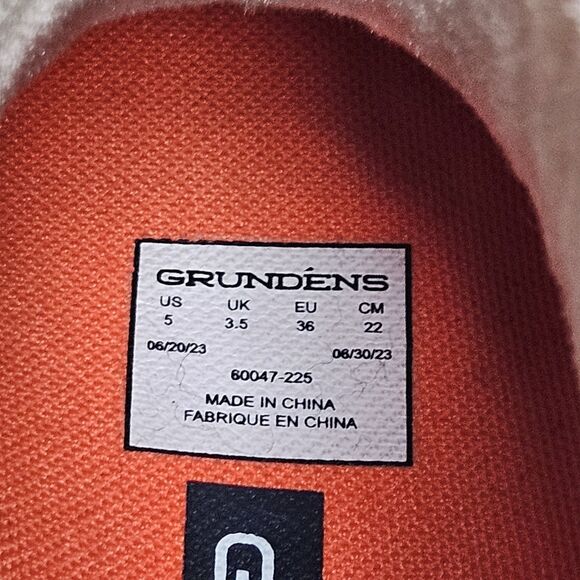 GRUNDÉNS
US UK EU CM
5 3.5 36 22
06/20/23 06/30/23
60047-225
MADE IN CHINA
FABRIQUE EN CHINA